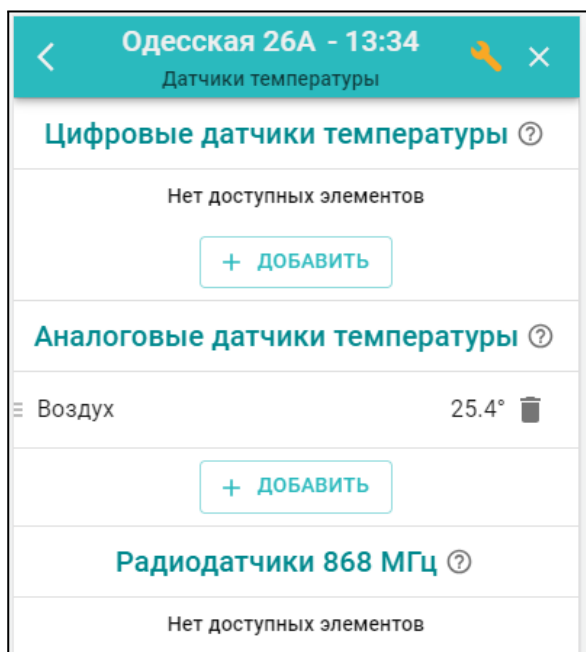 Одесская 26А - 13:34
Датчики температуры
Цифровые датчики температуры
Нет доступных элементов
+ ДОБАВИТЬ
Аналоговые датчики температуры
Воздух 25.4°
+ ДОБАВИТЬ
Радиодатчики 868 МГц
Нет доступных элементов